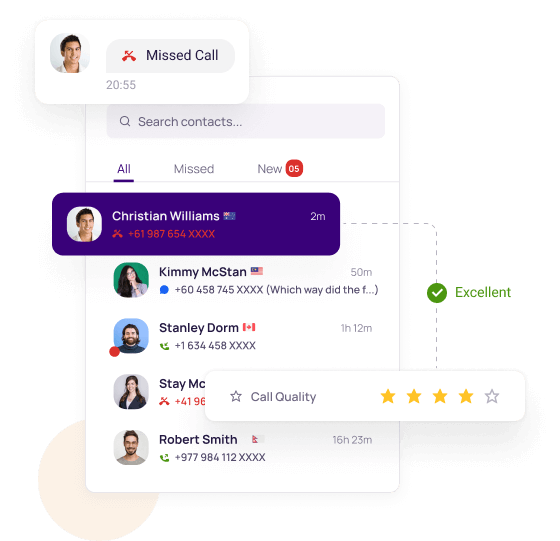 Missed Call
20:55
Search contacts...
All Missed New 05
Christian Williams 2m
+61 987 654 XXXX
Kimmy McStan 50m
+60 458 745 XXXX (Which way did the f...)
Stanley Dorm 1h 12m
+1 634 458 XXXX
Excellent
Stay Mc
+41 96
Call Quality
Robert Smith 16h 23m
+977 984 112 XXXX